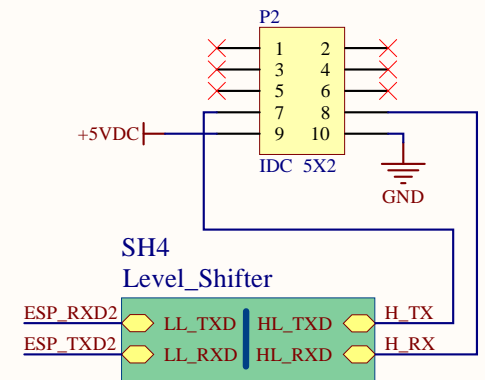 P2
1 2
3 4
5 6
7 8
+5VDC 9 10
IDC 5X2
GND
SH4
Level_Shifter
ESP_RXD2 LL_TXD HL_TXD H_TX
ESP_TXD2 LL_RXD HL_RXD H_RX